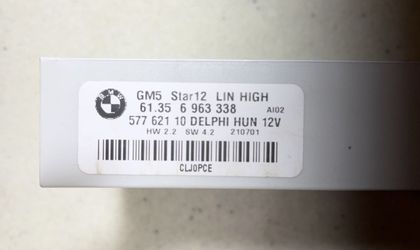 BMW
GM5 Star12 LIN HIGH
61.35 6 963 338 AI02
577 621 10 DELPHI HUN 12V
HW 2.2 SW 4.2 210701
CLJ0PCE